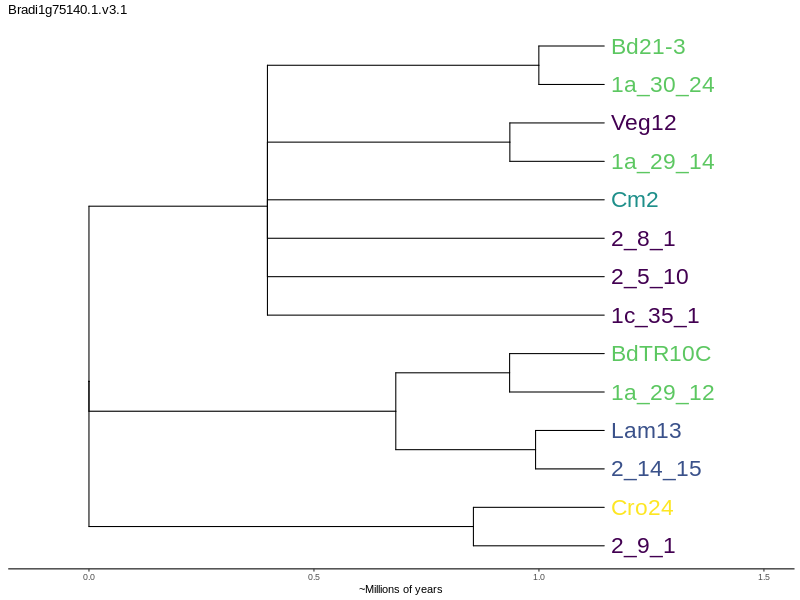 Bradi1g75140.1.v3.1
Bd21-3
1a_30_24
Veg12
1a_29_14
Cm2
2_8_1
2_5_10
1c_35_1
BdTR10C
1a_29_12
Lam13
2_14_15
Cro24
2_9_1
0.0 0.5 1.0 1.5
~Millions of years